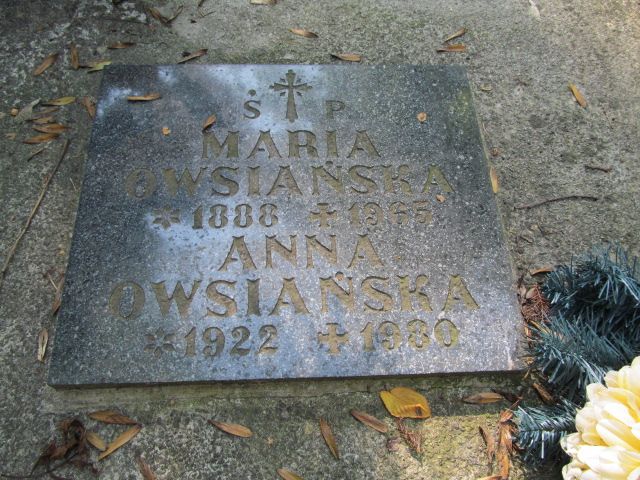 Ś P
MARIA
OWSIAŃSKA
* 1888 + 1965
ANNA
OWSIAŃSKA
* 1922 + 1980